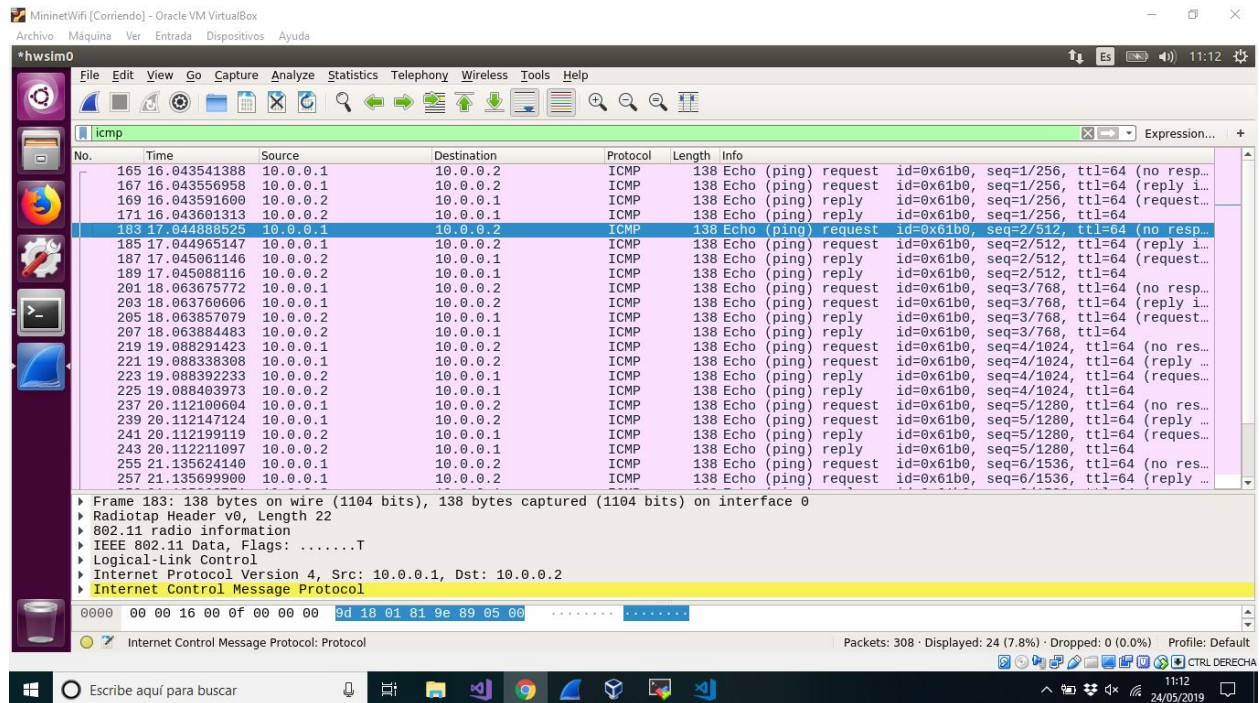 MininetWifi [Corriendo] - Oracle VM VirtualBox
Archivo Máquina Ver Entrada Dispositivos Ayuda
*hwsim0 Es 11:12
File Edit View Go Capture Analyze Statistics Telephony Wireless Tools Help
icmp Expression... +
No. Time Source Destination Protocol Length Info
165 16.043541388 10.0.0.1 10.0.0.2 ICMP 138 Echo (ping) request id=0x61b0, seq=1/256, ttl=64 (no resp…
167 16.043556958 10.0.0.1 10.0.0.2 ICMP 138 Echo (ping) request id=0x61b0, seq=1/256, ttl=64 (reply i…
169 16.043591600 10.0.0.2 10.0.0.1 ICMP 138 Echo (ping) reply id=0x61b0, seq=1/256, ttl=64 (request…
171 16.043601313 10.0.0.2 10.0.0.1 ICMP 138 Echo (ping) reply id=0x61b0, seq=1/256, ttl=64
183 17.044888525 10.0.0.1 10.0.0.2 ICMP 138 Echo (ping) request id=0x61b0, seq=2/512, ttl=64 (no resp…
185 17.044965147 10.0.0.1 10.0.0.2 ICMP 138 Echo (ping) request id=0x61b0, seq=2/512, ttl=64 (reply i…
187 17.045061146 10.0.0.2 10.0.0.1 ICMP 138 Echo (ping) reply id=0x61b0, seq=2/512, ttl=64 (request…
189 17.045088116 10.0.0.2 10.0.0.1 ICMP 138 Echo (ping) reply id=0x61b0, seq=2/512, ttl=64
201 18.063675772 10.0.0.1 10.0.0.2 ICMP 138 Echo (ping) request id=0x61b0, seq=3/768, ttl=64 (no resp…
203 18.063760606 10.0.0.1 10.0.0.2 ICMP 138 Echo (ping) request id=0x61b0, seq=3/768, ttl=64 (reply i…
205 18.063857079 10.0.0.2 10.0.0.1 ICMP 138 Echo (ping) reply id=0x61b0, seq=3/768, ttl=64 (request…
207 18.063884483 10.0.0.2 10.0.0.1 ICMP 138 Echo (ping) reply id=0x61b0, seq=3/768, ttl=64
219 19.088291423 10.0.0.1 10.0.0.2 ICMP 138 Echo (ping) request id=0x61b0, seq=4/1024, ttl=64 (no res…
221 19.088338308 10.0.0.1 10.0.0.2 ICMP 138 Echo (ping) request id=0x61b0, seq=4/1024, ttl=64 (reply …
223 19.088392233 10.0.0.2 10.0.0.1 ICMP 138 Echo (ping) reply id=0x61b0, seq=4/1024, ttl=64 (reques…
225 19.088403973 10.0.0.2 10.0.0.1 ICMP 138 Echo (ping) reply id=0x61b0, seq=4/1024, ttl=64
237 20.112100604 10.0.0.1 10.0.0.2 ICMP 138 Echo (ping) request id=0x61b0, seq=5/1280, ttl=64 (no res…
239 20.112147124 10.0.0.1 10.0.0.2 ICMP 138 Echo (ping) request id=0x61b0, seq=5/1280, ttl=64 (reply …
241 20.112199119 10.0.0.2 10.0.0.1 ICMP 138 Echo (ping) reply id=0x61b0, seq=5/1280, ttl=64 (reques…
243 20.112211097 10.0.0.2 10.0.0.1 ICMP 138 Echo (ping) reply id=0x61b0, seq=5/1280, ttl=64
255 21.135624140 10.0.0.1 10.0.0.2 ICMP 138 Echo (ping) request id=0x61b0, seq=6/1536, ttl=64 (no res…
257 21.135699900 10.0.0.1 10.0.0.2 ICMP 138 Echo (ping) request id=0x61b0, seq=6/1536, ttl=64 (reply …
Frame 183: 138 bytes on wire (1104 bits), 138 bytes captured (1104 bits) on interface 0
Radiotap Header v0, Length 22
802.11 radio information
IEEE 802.11 Data, Flags: .......T
Logical-Link Control
Internet Protocol Version 4, Src: 10.0.0.1, Dst: 10.0.0.2
Internet Control Message Protocol
0000 00 00 16 00 0f 00 00 00 9d 18 01 81 9e 89 05 00 ········ ········
Internet Control Message Protocol: Protocol Packets: 308 · Displayed: 24 (7.8%) · Dropped: 0 (0.0%) Profile: Default
CTRL DERECHA
Escribe aquí para buscar
11:12
24/05/2019